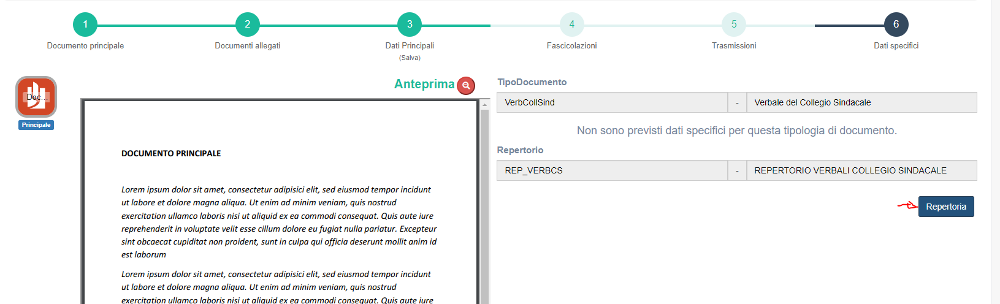 1 2 3 4 5 6
Documento principale Documenti allegati Dati Principali Fascicolazioni Trasmissioni Dati specifici
(Salva)
Doc...
Principale
Anteprima
DOCUMENTO PRINCIPALE
Lorem ipsum dolor sit amet, consectetur adipisici elit, sed eiusmod tempor incidunt
ut labore et dolore magna aliqua. Ut enim ad minim veniam, quis nostrud
exercitation ullamco laboris nisi ut aliquid ex ea commodi consequat. Quis aute iure
reprehenderit in voluptate velit esse cillum dolore eu fugiat nulla pariatur. Excepteur
sint obcaecat cupiditat non proident, sunt in culpa qui officia deserunt mollit anim id
est laborum
Lorem ipsum dolor sit amet, consectetur adipisici elit, sed eiusmod tempor incidunt
ut labore et dolore magna aliqua. Ut enim ad minim veniam, quis nostrud
exercitation ullamco laboris nisi ut aliquid ex ea commodi consequat. Quis aute iure
TipoDocumento
VerbCollSind - Verbale del Collegio Sindacale
Non sono previsti dati specifici per questa tipologia di documento.
Repertorio
REP_VERBCS - REPERTORIO VERBALI COLLEGIO SINDACALE
Repertoria